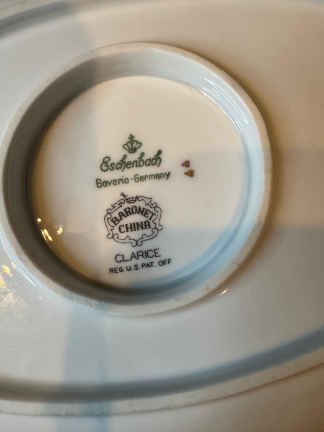 Eschenbach
Bavaria-Germany
BARONET
CHINA
CLARICE
REG. U.S. PAT. OFF